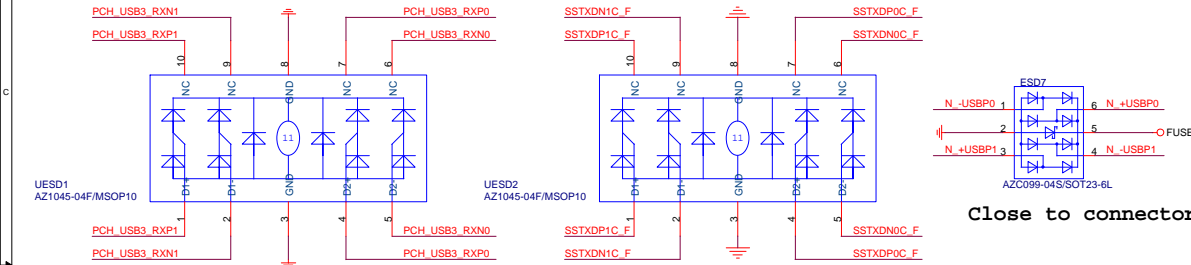 PCH_USB3_RXN1
PCH_USB3_RXP0
SSTXDN1C_F
SSTXDP0C_F
PCH_USB3_RXP1
PCH_USB3_RXN0
SSTXDP1C_F
SSTXDN0C_F
10 9 8 7 6
10 9 8 7 6
C
NC NC GND NC NC
NC NC GND NC NC
ESD7
N_-USBP0 1 6 N_+USBP0
2 5 FUSE
N_+USBP1 3 4 N_-USBP1
11
11
UESD1
AZ1045-04F/MSOP10
D1+ D1- GND D2+ D2-
UESD2
AZ1045-04F/MSOP10
D1+ D1- GND D2+ D2-
AZC099-04S/SOT23-6L
1 2 3 4 5
1 2 3 4 5
Close to connector
PCH_USB3_RXP1
PCH_USB3_RXN0
SSTXDP1C_F
SSTXDN0C_F
PCH_USB3_RXN1
PCH_USB3_RXP0
SSTXDN1C_F
SSTXDP0C_F